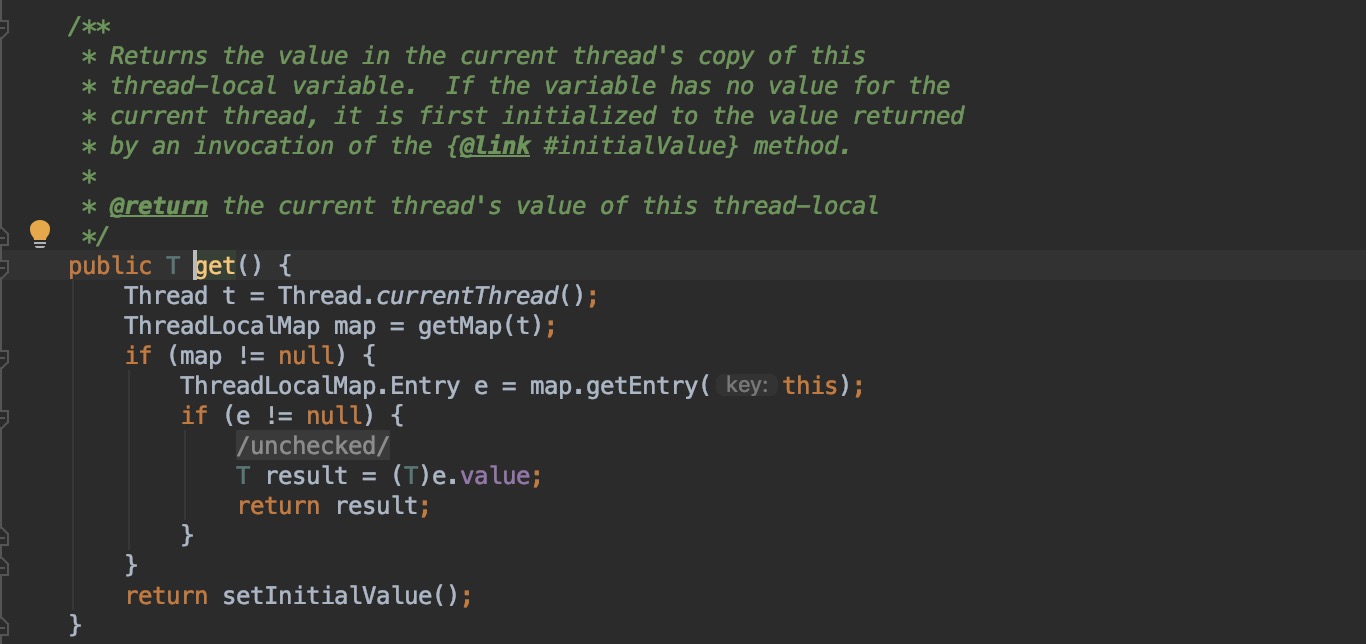 /**
 * Returns the value in the current thread's copy of this
 * thread-local variable.  If the variable has no value for the
 * current thread, it is first initialized to the value returned
 * by an invocation of the {@link #initialValue} method.
 *
 * @return the current thread's value of this thread-local
 */
public T get() {
    Thread t = Thread.currentThread();
    ThreadLocalMap map = getMap(t);
    if (map != null) {
        ThreadLocalMap.Entry e = map.getEntry( key: this);
        if (e != null) {
            /unchecked/
            T result = (T)e.value;
            return result;
        }
    }
    return setInitialValue();
}